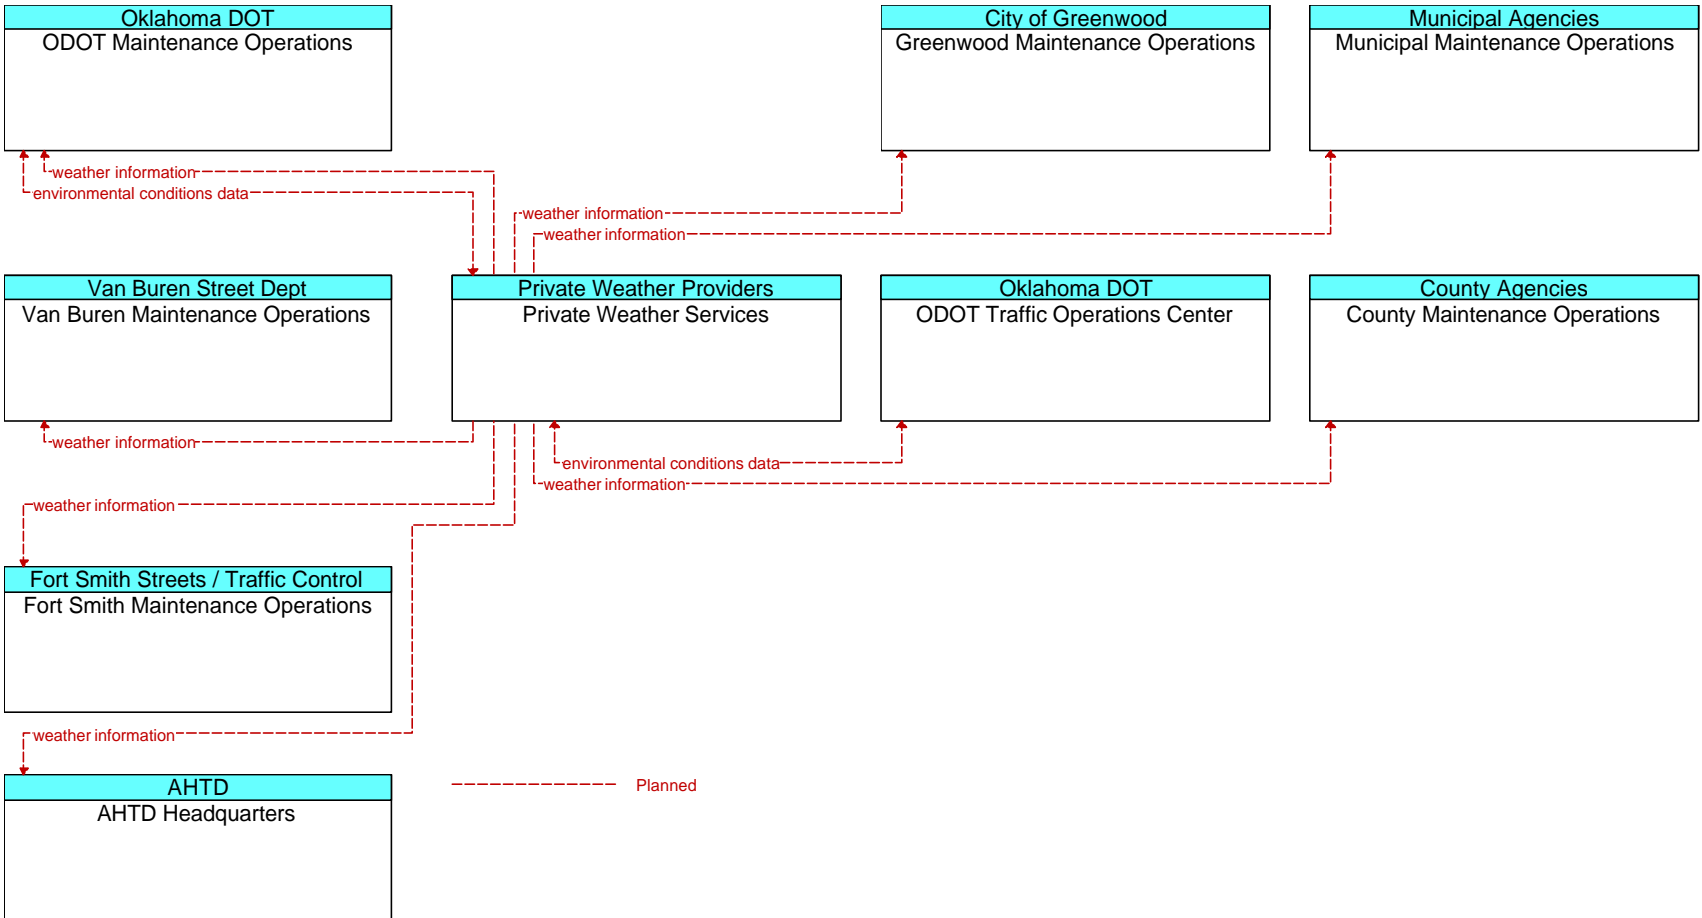 Oklahoma DOT
ODOT Maintenance Operations
City of Greenwood
Greenwood Maintenance Operations
Municipal Agencies
Municipal Maintenance Operations
weather information
environmental conditions data
weather information
weather information
Van Buren Street Dept
Van Buren Maintenance Operations
Private Weather Providers
Private Weather Services
Oklahoma DOT
ODOT Traffic Operations Center
County Agencies
County Maintenance Operations
weather information
environmental conditions data
weather information
weather information
Fort Smith Streets / Traffic Control
Fort Smith Maintenance Operations
weather information
AHTD
AHTD Headquarters
Planned